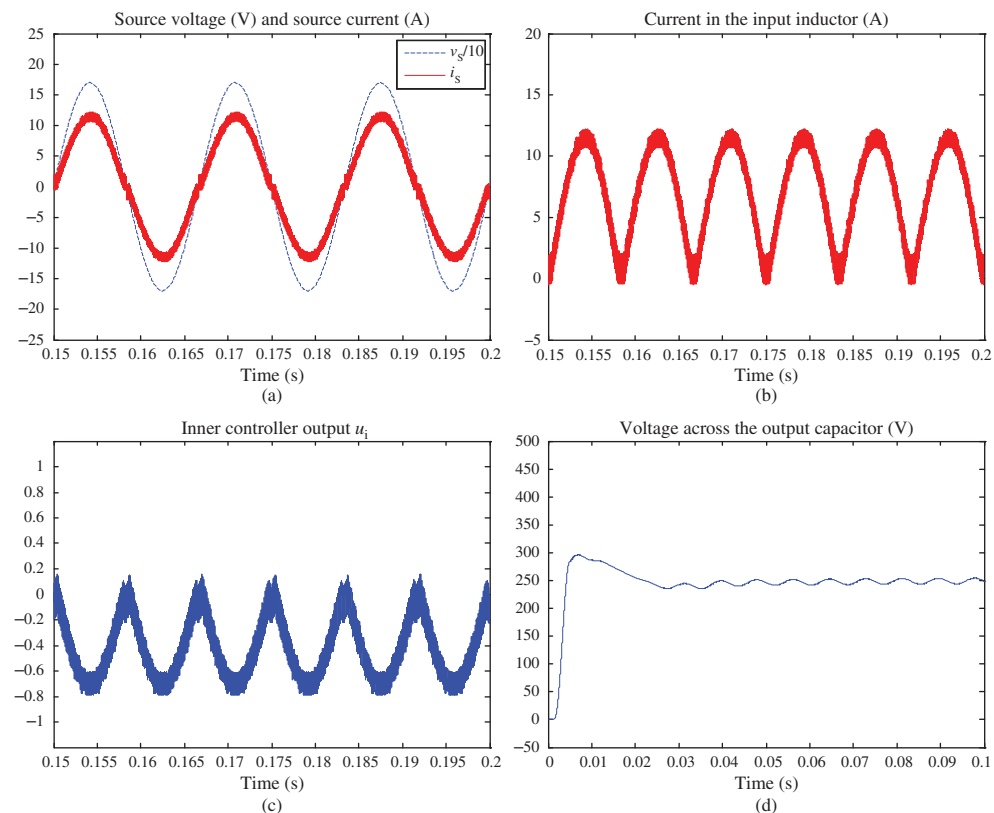 Source voltage (V) and source current (A)
25
20
15
10
5
0
−5
−10
−15
−20
−25
v_S/10
i_S
0.15 0.155 0.16 0.165 0.17 0.175 0.18 0.185 0.19 0.195 0.2
Time (s)
(a)
Current in the input inductor (A)
20
15
10
5
0
−5
0.15 0.155 0.16 0.165 0.17 0.175 0.18 0.185 0.19 0.195 0.2
Time (s)
(b)
Inner controller output u_i
1
0.8
0.6
0.4
0.2
0
−0.2
−0.4
−0.6
−0.8
−1
0.15 0.155 0.16 0.165 0.17 0.175 0.18 0.185 0.19 0.195 0.2
Time (s)
(c)
Voltage across the output capacitor (V)
500
450
400
350
300
250
200
150
100
50
0
−50
0 0.01 0.02 0.03 0.04 0.05 0.06 0.07 0.08 0.09 0.1
Time (s)
(d)